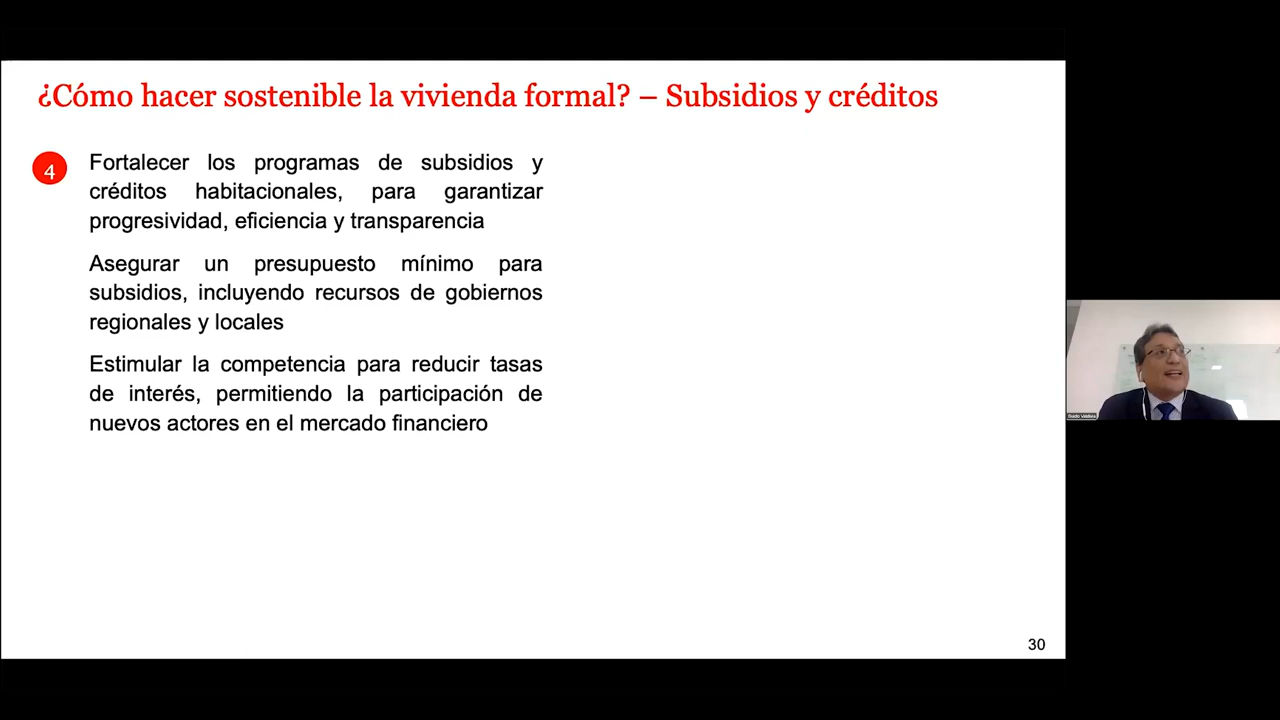 ¿Cómo hacer sostenible la vivienda formal? – Subsidios y créditos
4
Fortalecer los programas de subsidios y
créditos habitacionales, para garantizar
progresividad, eficiencia y transparencia
Asegurar un presupuesto mínimo para
subsidios, incluyendo recursos de gobiernos
regionales y locales
Estimular la competencia para reducir tasas
de interés, permitiendo la participación de
nuevos actores en el mercado financiero
30